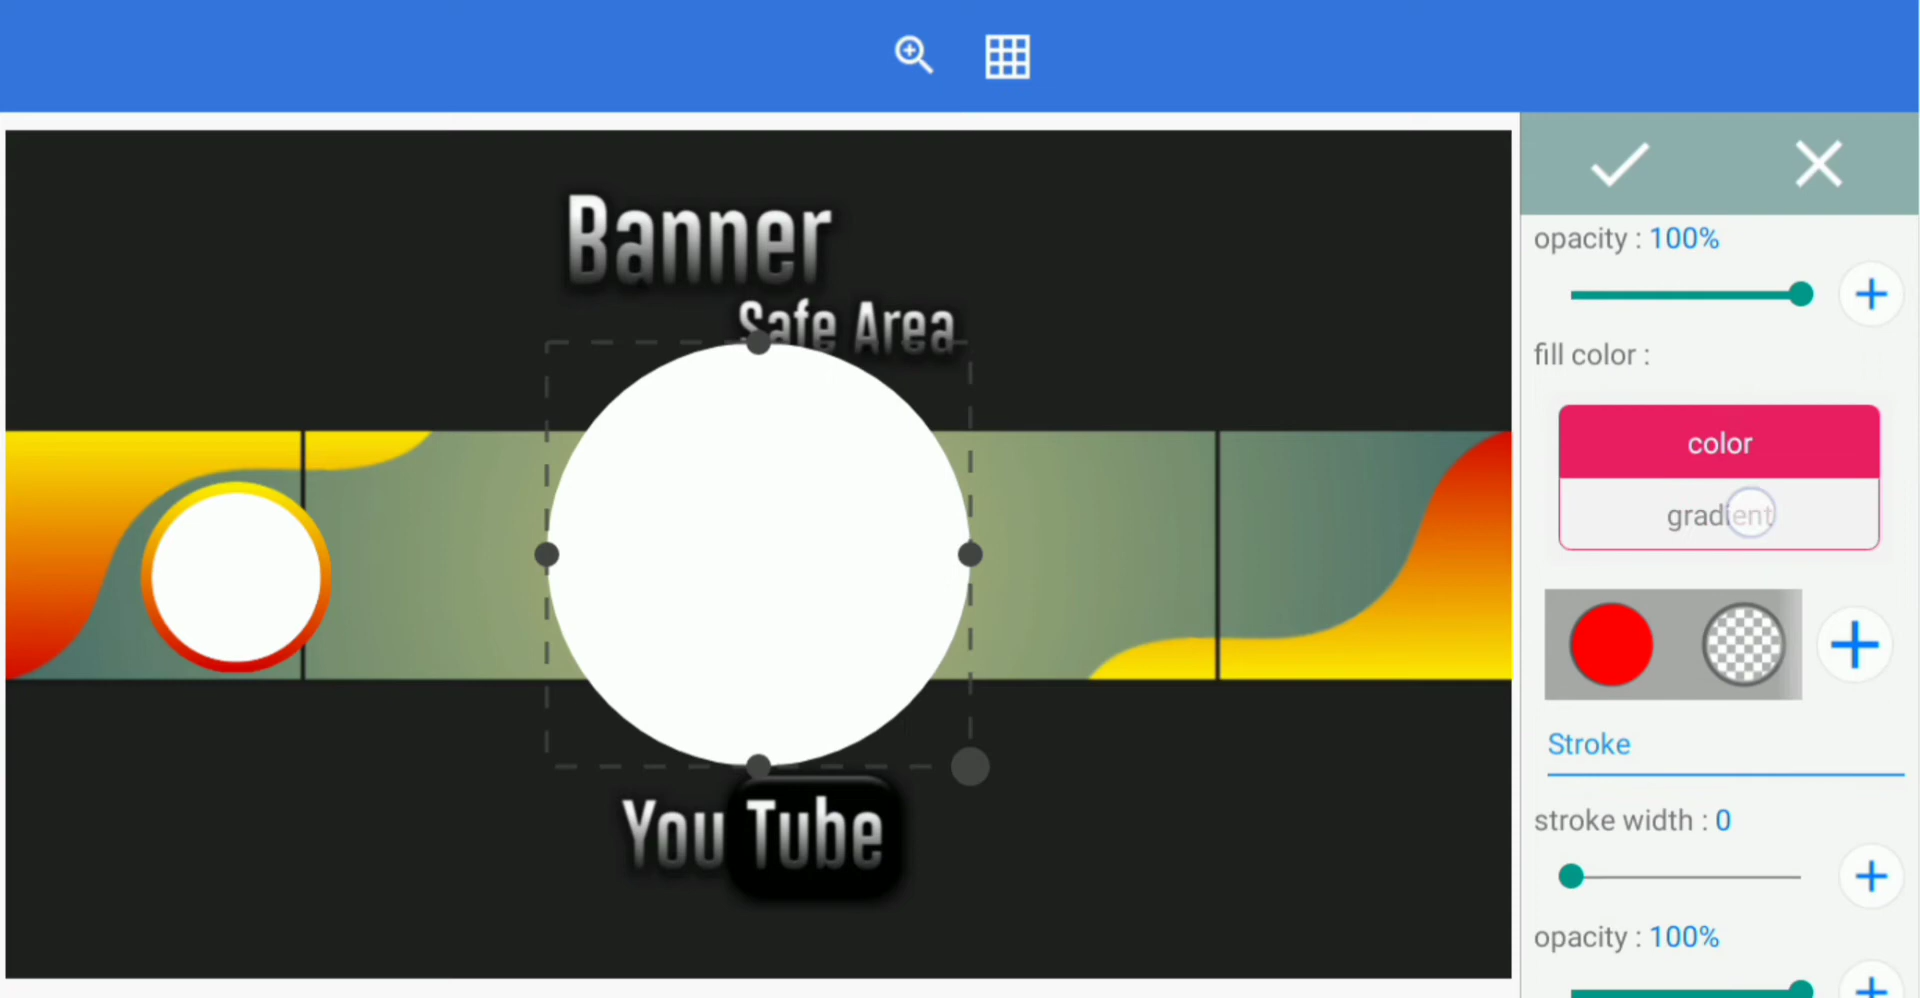 Banner
Safe Area
You Tube
opacity : 100%
fill color :
color
gradient
Stroke
stroke width : 0
opacity : 100%